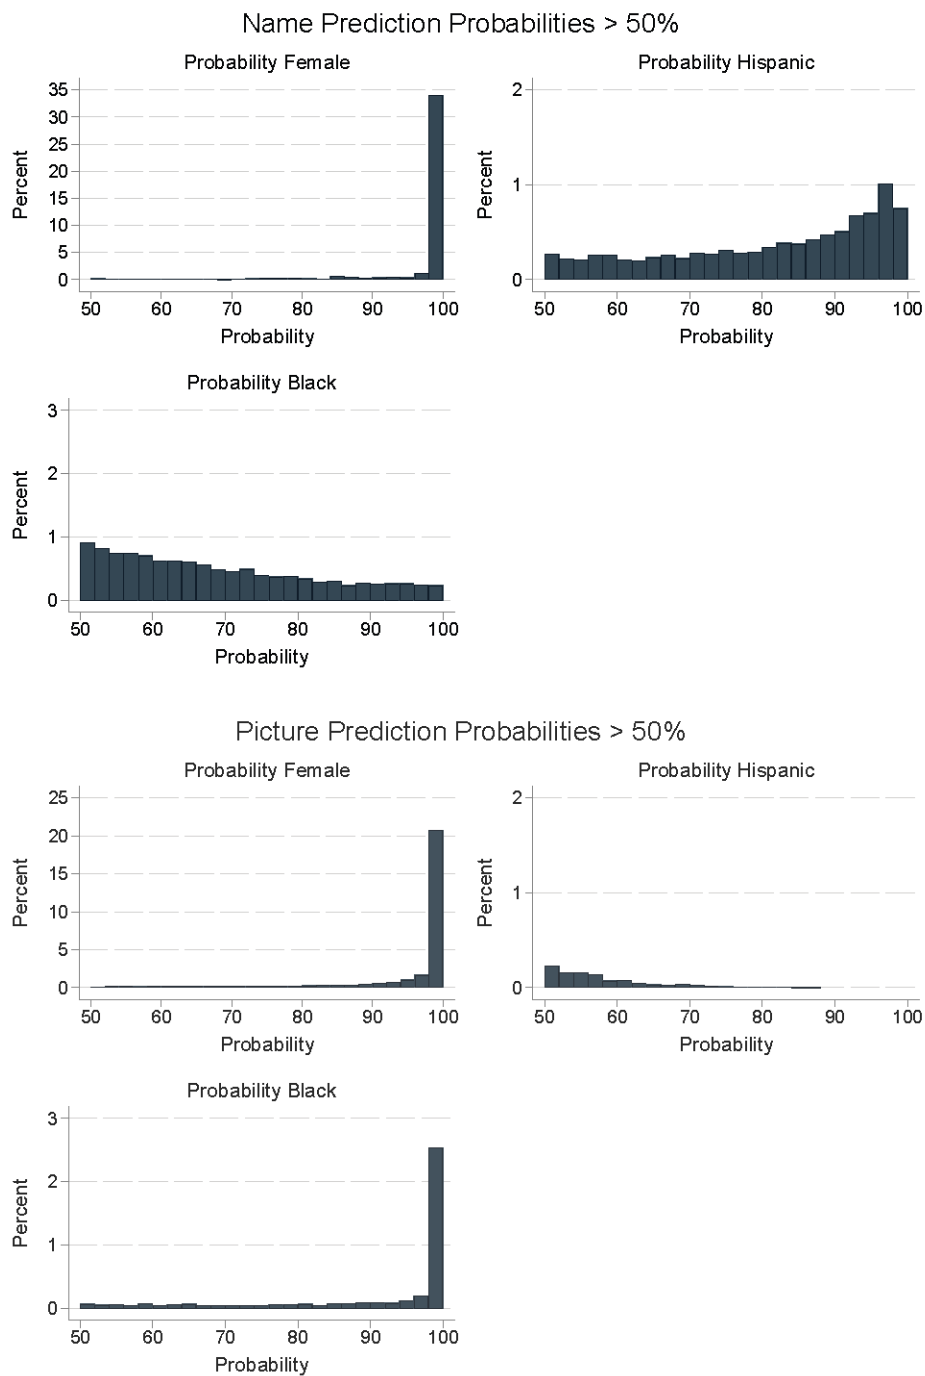 Name Prediction Probabilities > 50%
Probability Female
Percent
35
30
25
20
15
10
5
0
50 60 70 80 90 100
Probability
Probability Hispanic
Percent
2
1
0
50 60 70 80 90 100
Probability
Probability Black
Percent
3
2
1
0
50 60 70 80 90 100
Probability
Picture Prediction Probabilities > 50%
Probability Female
Percent
25
20
15
10
5
0
50 60 70 80 90 100
Probability
Probability Hispanic
Percent
2
1
0
50 60 70 80 90 100
Probability
Probability Black
Percent
3
2
1
0
50 60 70 80 90 100
Probability